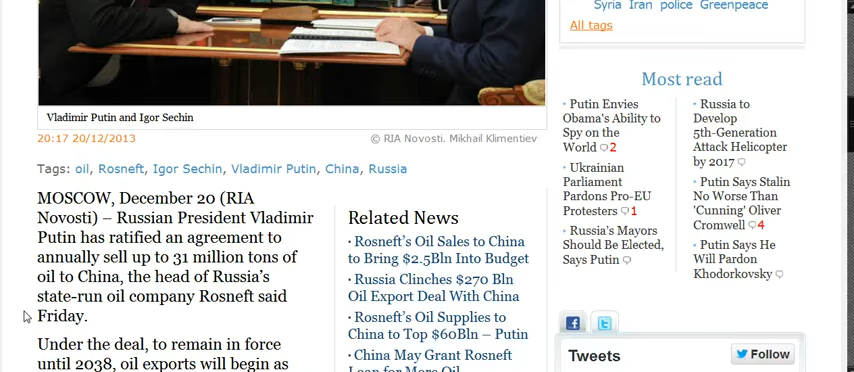 Syria Iran police Greenpeace
All tags
Vladimir Putin and Igor Sechin
20:17 20/12/2013
© RIA Novosti. Mikhail Klimentiev
Tags: oil, Rosneft, Igor Sechin, Vladimir Putin, China, Russia
MOSCOW, December 20 (RIA
Novosti) – Russian President Vladimir
Putin has ratified an agreement to
annually sell up to 31 million tons of
oil to China, the head of Russia's
state-run oil company Rosneft said
Friday.
Under the deal, to remain in force
until 2038, oil exports will begin as
Related News
Rosneft's Oil Sales to China
to Bring $2.5Bln Into Budget
Russia Clinches $270 Bln
Oil Export Deal With China
Rosneft's Oil Supplies to
China to Top $60Bln – Putin
China May Grant Rosneft
Loan for More Oil
Most read
Putin Envies
Obama's Ability to
Spy on the
World 2
Ukrainian
Parliament
Pardons Pro-EU
Protesters 1
Russia's Mayors
Should Be Elected,
Says Putin
Russia to
Develop
5th-Generation
Attack Helicopter
by 2017
Putin Says Stalin
No Worse Than
'Cunning' Oliver
Cromwell 4
Putin Says He
Will Pardon
Khodorkovsky
Tweets
Follow